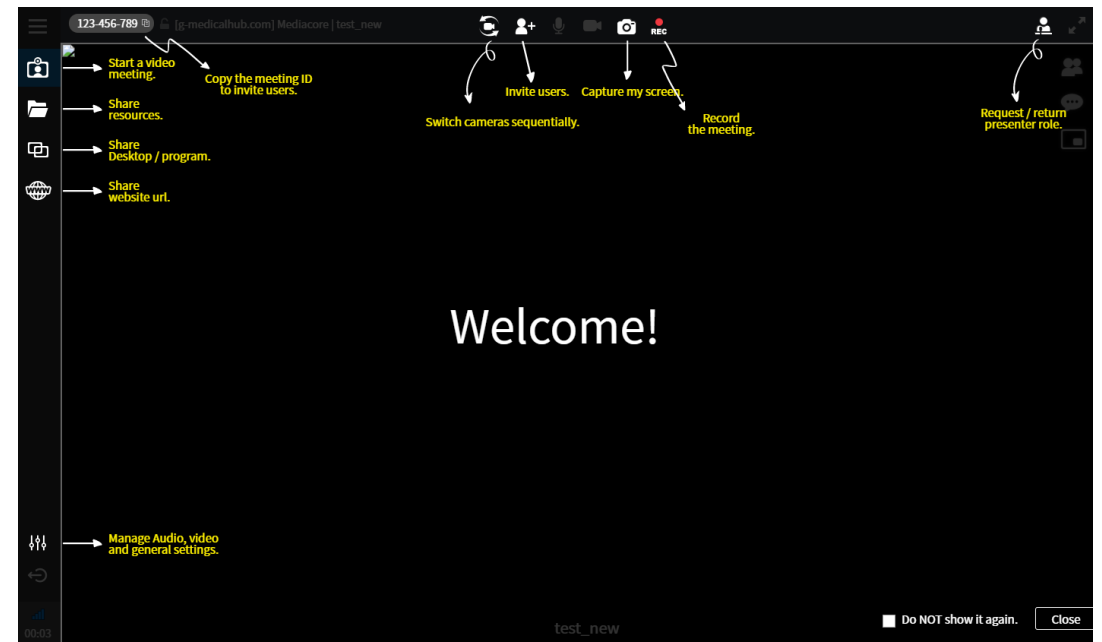 123-456-789
[g-medicalhub.com] Mediacore | test_new
REC
Start a video
meeting.
Copy the meeting ID
to invite users.
Invite users.
Capture my screen.
Share
resources.
Switch cameras sequentially.
Record
the meeting.
Request / return
presenter role.
Share
Desktop / program.
Share
website url.
Welcome!
Manage Audio, video
and general settings.
00:03
test_new
Do NOT show it again.
Close